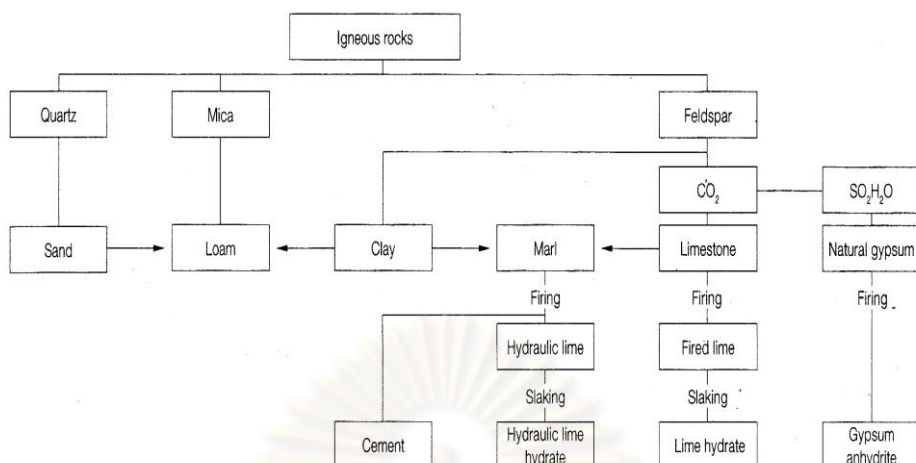 Igneous rocks
Quartz
Mica
Feldspar
CO2
SO2H2O
Sand
Loam
Clay
Marl
Limestone
Natural gypsum
Firing
Firing
Firing
Hydraulic lime
Fired lime
Slaking
Slaking
Cement
Hydraulic lime
hydrate
Lime hydrate
Gypsum
anhydrite